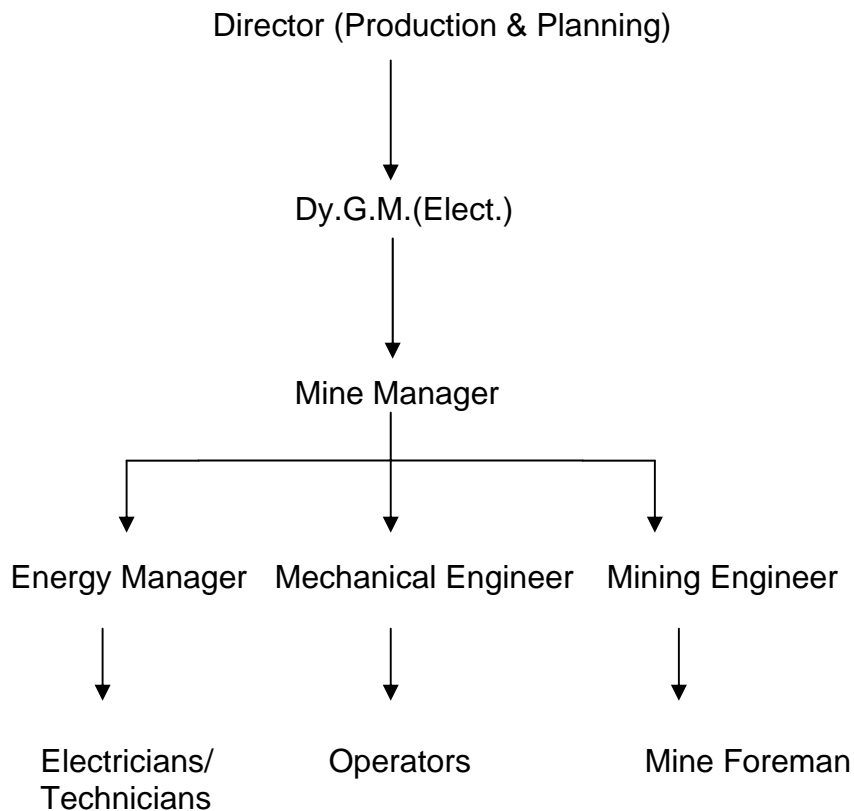 Director (Production & Planning)
Dy.G.M.(Elect.)
Mine Manager
Energy Manager
Mechanical Engineer
Mining Engineer
Electricians/
Technicians
Operators
Mine Foreman